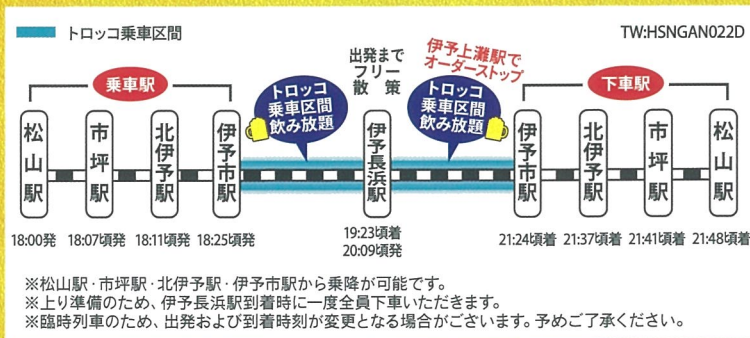 トロッコ乗車区間
TW:HSNGAN022D
乗車駅
出発まで
フリー
散策
伊予上灘駅で
オーダーストップ
下車駅
トロッコ
乗車区間
飲み放題
トロッコ
乗車区間
飲み放題
松山駅
市坪駅
北伊予駅
伊予市駅
伊予長浜駅
伊予市駅
北伊予駅
市坪駅
松山駅
18:00発
18:07頃発
18:11頃発
18:25頃発
19:23頃着
20:09頃発
21:24頃着
21:37頃着
21:41頃着
21:48頃着
※松山駅・市坪駅・北伊予駅・伊予市駅から乗降が可能です。
※上り準備のため、伊予長浜駅到着時に一度全員下車いただきます。
※臨時列車のため、出発および到着時刻が変更となる場合がございます。予めご了承ください。